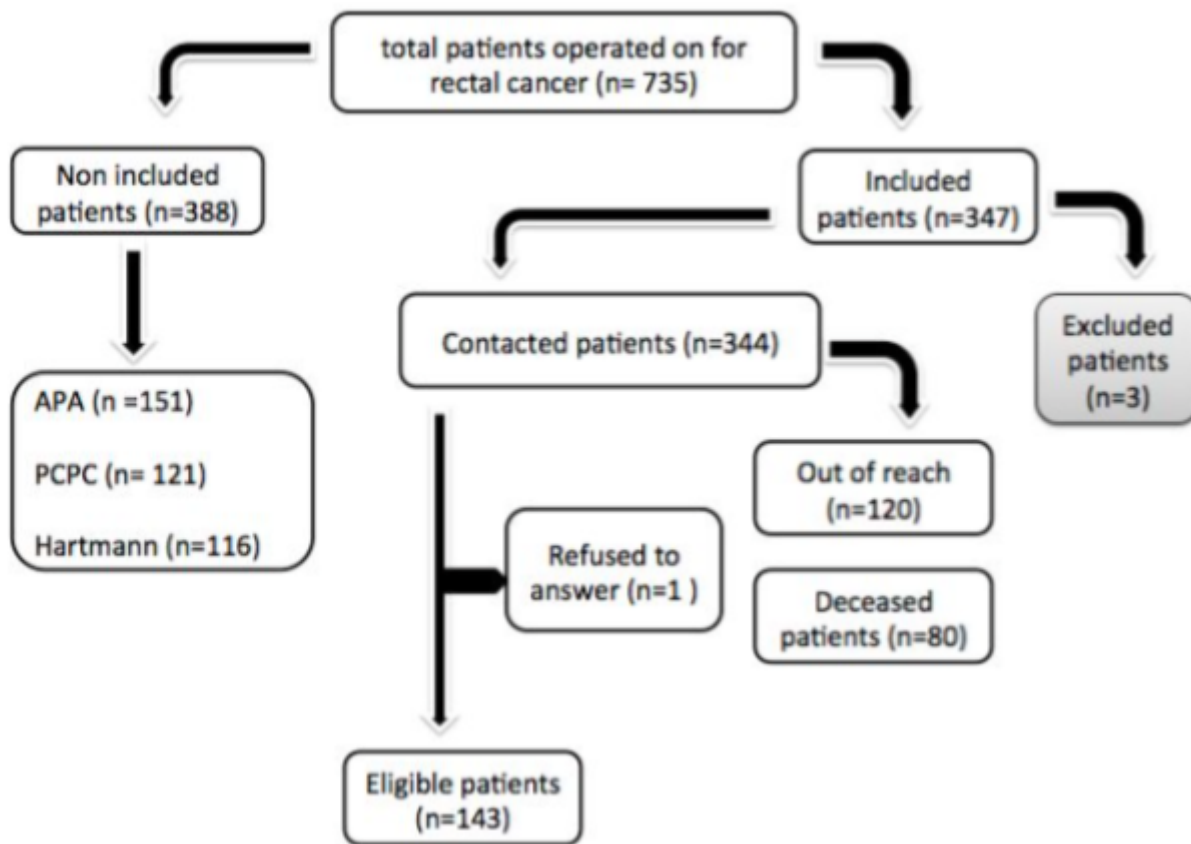 total patients operated on for
rectal cancer (n= 735)
Non included
patients (n=388)
Included
patients (n=347)
Contacted patients (n=344)
Excluded
patients
(n=3)
APA (n =151)
PCPC (n= 121)
Hartmann (n=116)
Out of reach
(n=120)
Refused to
answer (n=1 )
Deceased
patients (n=80)
Eligible patients
(n=143)